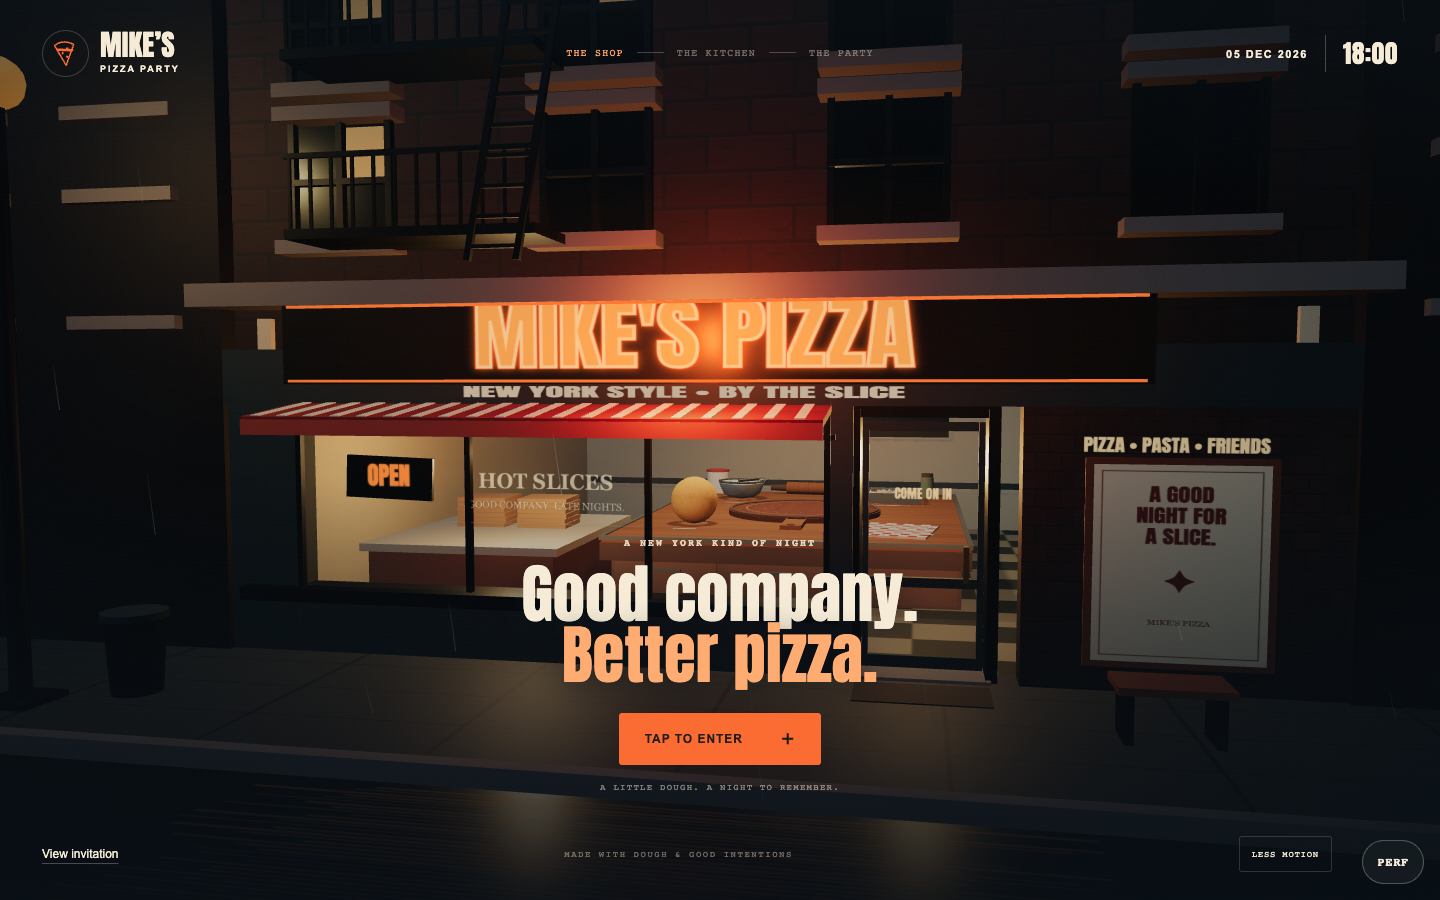 MIKE'S
PIZZA PARTY
THE SHOP
THE KITCHEN
THE PARTY
05 DEC 2026
18:00
MIKE'S PIZZA
NEW YORK STYLE • BY THE SLICE
OPEN
HOT SLICES
GOOD COMPANY. LATE NIGHTS.
COME ON IN
PIZZA • PASTA • FRIENDS
A GOOD
NIGHT FOR
A SLICE.
MIKE'S PIZZA
A NEW YORK KIND OF NIGHT
Good company.
Better pizza.
TAP TO ENTER +
A LITTLE DOUGH. A NIGHT TO REMEMBER.
View invitation
MADE WITH DOUGH & GOOD INTENTIONS
LESS MOTION
PERF